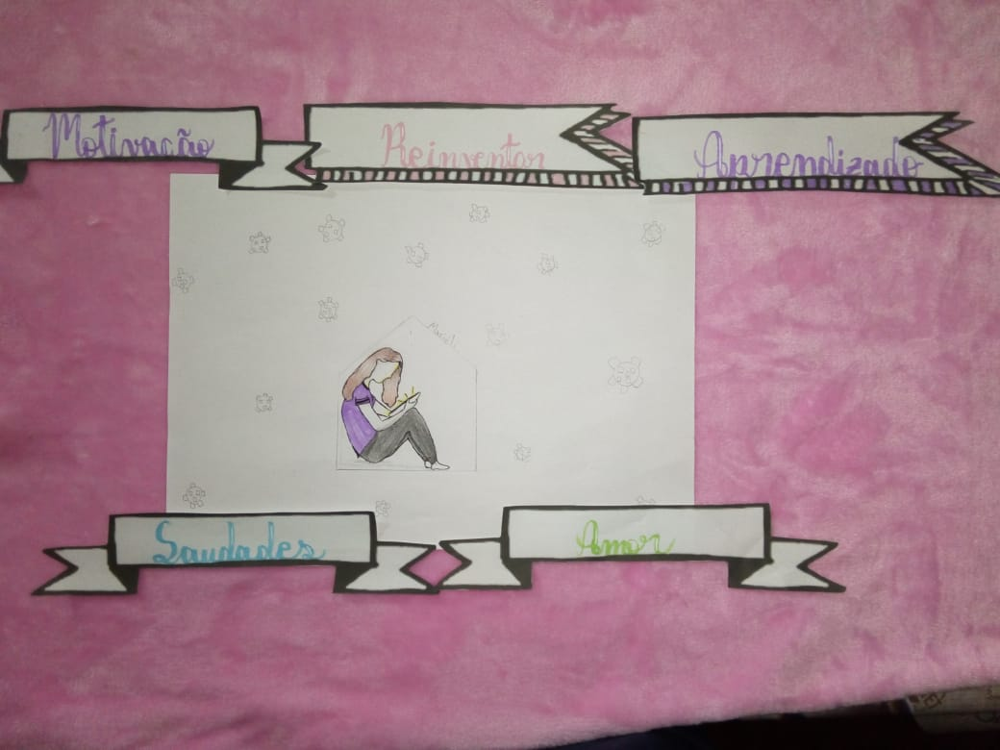 Motivação
Reinventar
Aprendizado
Saudades
Amor